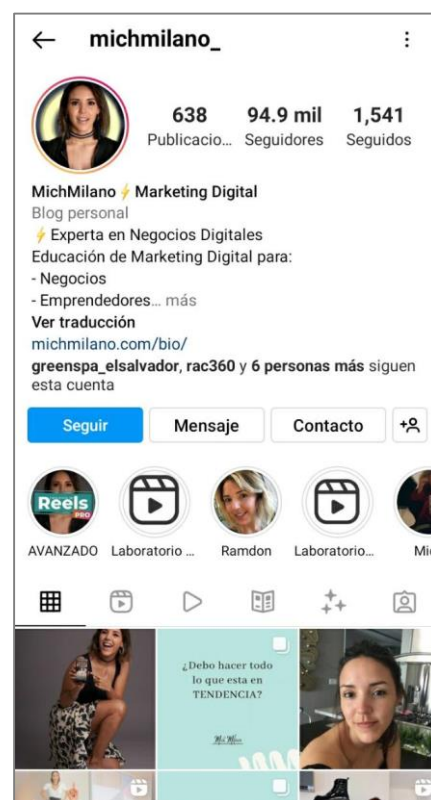 michmilano_
638
94.9 mil
1,541
Publicacio...
Seguidores
Seguidos
MichMilano⚡Marketing Digital
Blog personal
⚡Experta en Negocios Digitales
Educación de Marketing Digital para:
- Negocios
- Emprendedores... más
Ver traducción
michmilano.com/bio/
greenspa_elsalvador, rac360 y 6 personas más siguen
esta cuenta
Seguir
Mensaje
Contacto
Reels
PRO
AVANZADO
Laboratorio ...
Ramdon
Laboratorio...
Mi
¿Debo hacer todo
lo que esta en
TENDENCIA?